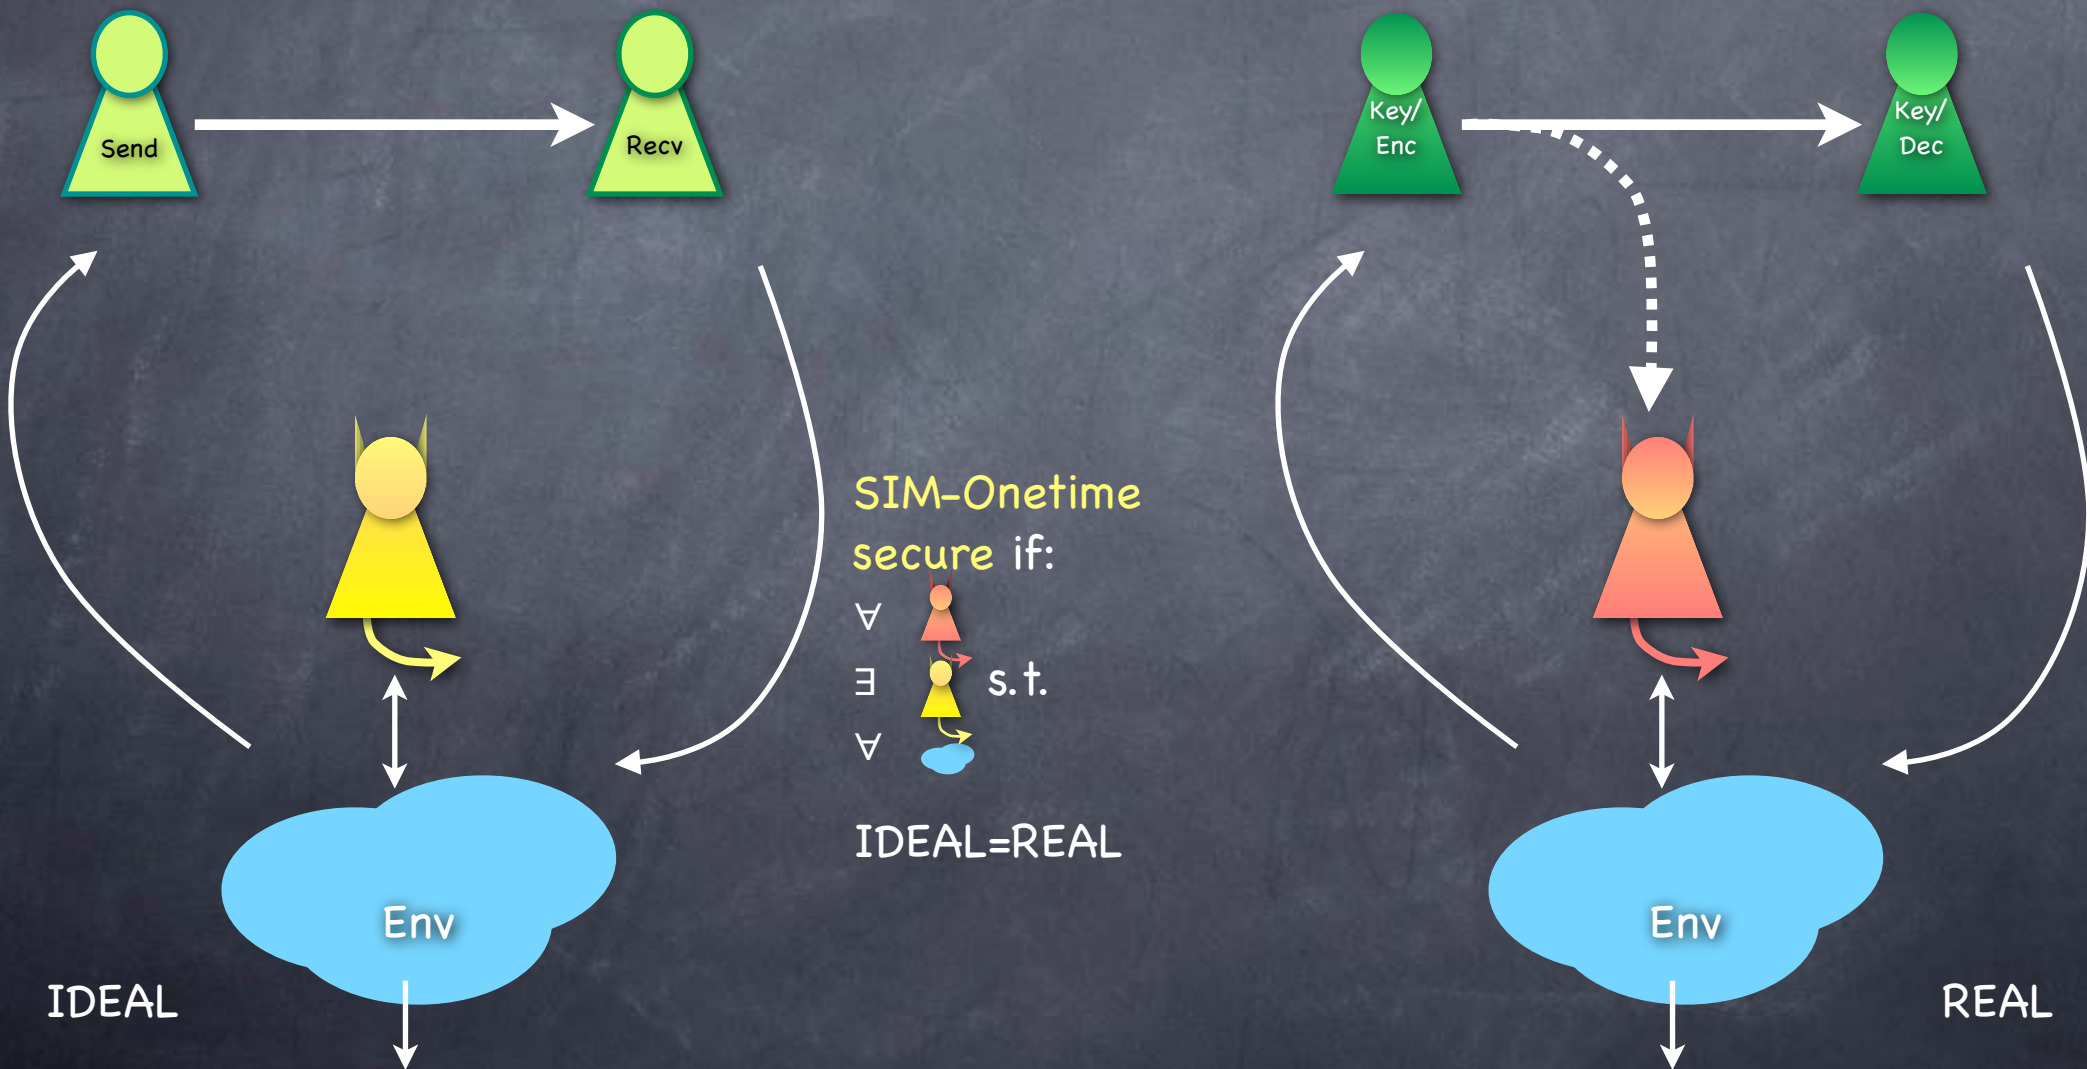 Send
Recv
Key/
Enc
Key/
Dec
SIM-Onetime
secure if:
∀
∃ s.t.
∀
IDEAL=REAL
Env
Env
IDEAL
REAL